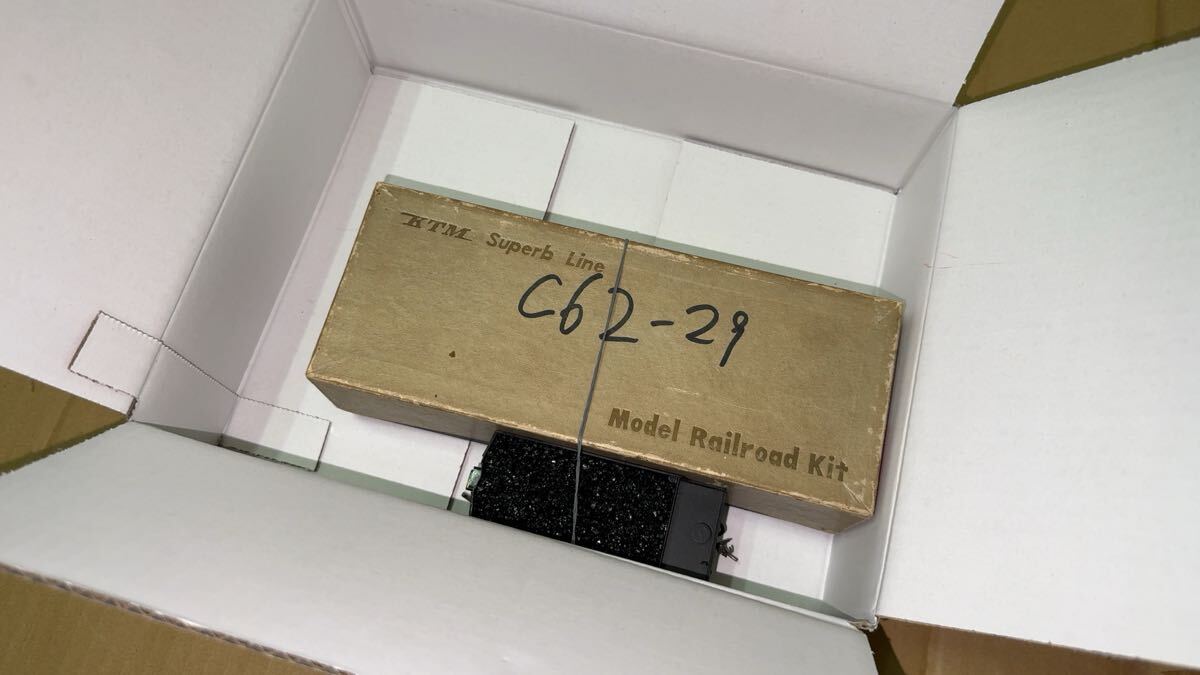 KTM Superb Line
C62-29
Model Railroad Kit